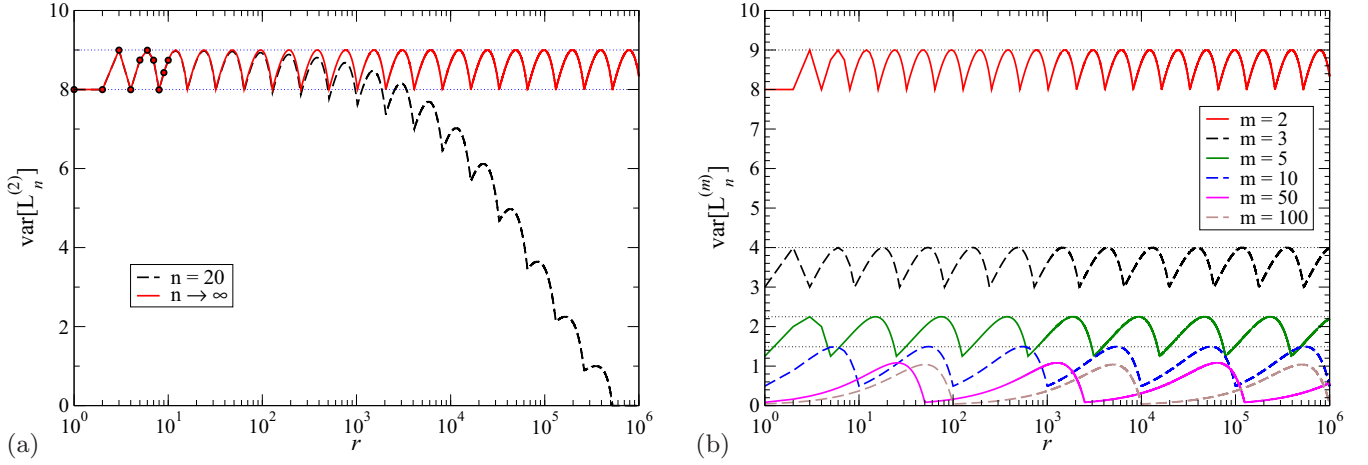 var[L_n^{(2)}]
8
6
4
2
0
n = 20
n → ∞
10^0
10^1
10^2
10^3
10^4
10^5
10^6
(a)
r
var[L_n^{(m)}]
10
9
8
7
6
5
4
3
2
1
0
m = 2
m = 3
m = 5
m = 10
m = 50
m = 100
10^0
10^1
10^2
10^3
10^4
10^5
10^6
(b)
r